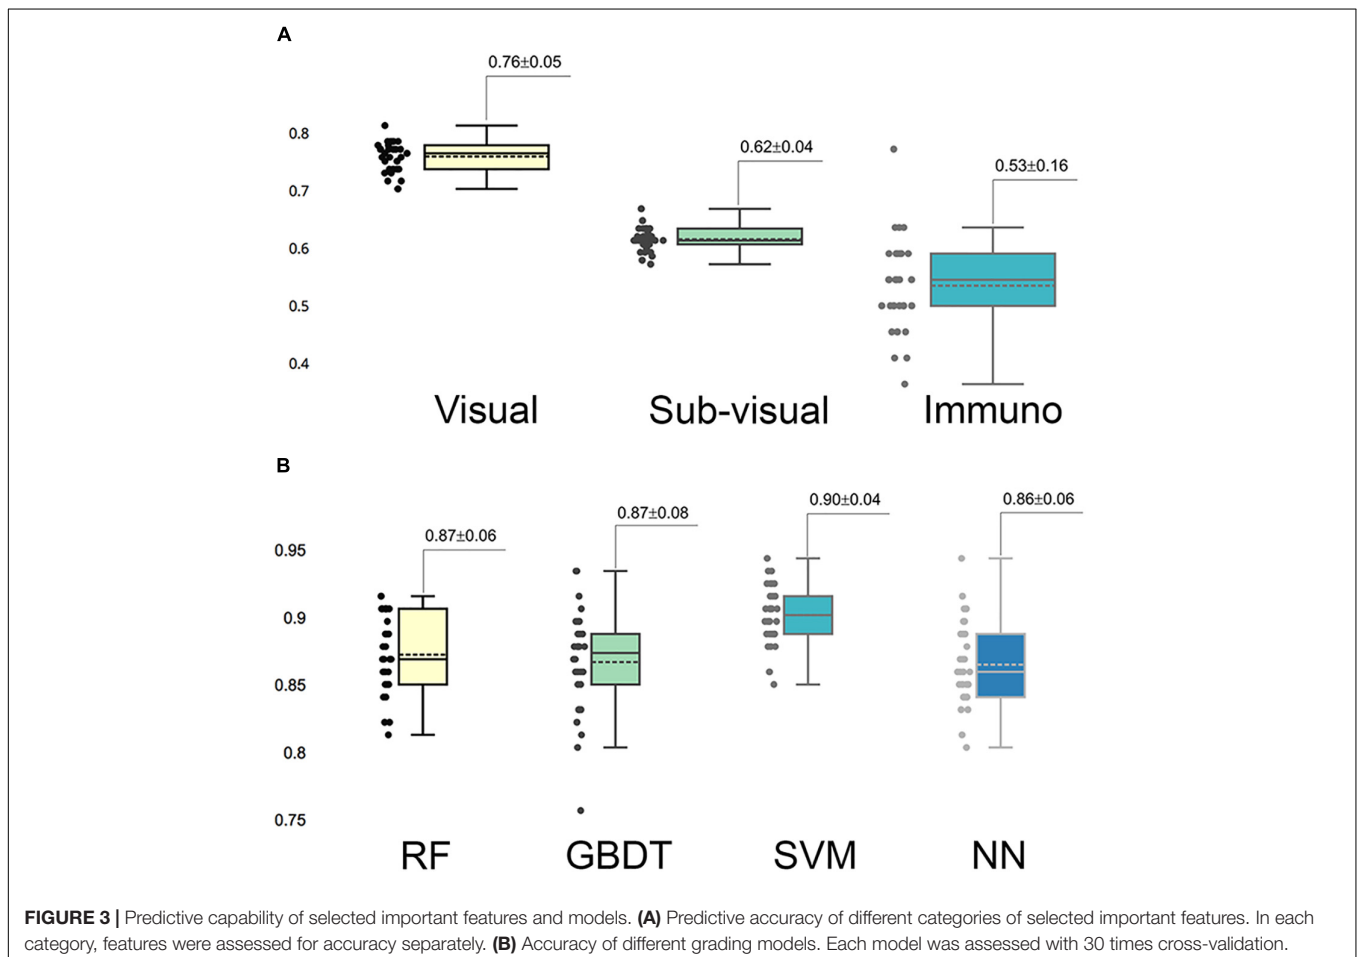 A
0.76±0.05
0.8
0.62±0.04
0.53±0.16
0.7
0.6
0.5
0.4
Visual
Sub-visual
Immuno
B
0.87±0.06
0.87±0.08
0.90±0.04
0.86±0.06
0.95
0.9
0.85
0.8
0.75
RF
GBDT
SVM
NN
FIGURE 3 | Predictive capability of selected important features and models. (A) Predictive accuracy of different categories of selected important features. In each
category, features were assessed for accuracy separately. (B) Accuracy of different grading models. Each model was assessed with 30 times cross-validation.